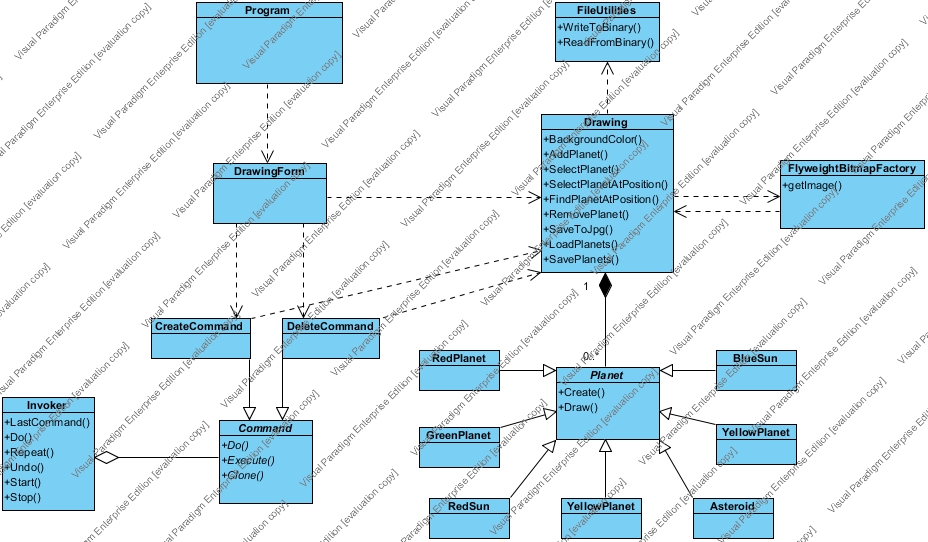 Program
FileUtilities
+WriteToBinary()
+ReadFromBinary()
Drawing
+BackgroundColor()
+AddPlanet()
+SelectPlanet()
+SelectPlanetAtPosition()
+FindPlanetAtPosition()
+RemovePlanet()
+SaveToJpg()
+LoadPlanets()
+SavePlanets()
DrawingForm
FlyweightBitmapFactory
+getImage()
1
CreateCommand
DeleteCommand
0..*
RedPlanet
BlueSun
Planet
+Create()
+Draw()
Invoker
+LastCommand()
+Do()
+Repeat()
+Undo()
+Start()
+Stop()
Command
+Do()
+Execute()
+Clone()
GreenPlanet
YellowPlanet
RedSun
YellowPlanet
Asteroid
Visual Paradigm Enterprise Edition [evaluation copy]